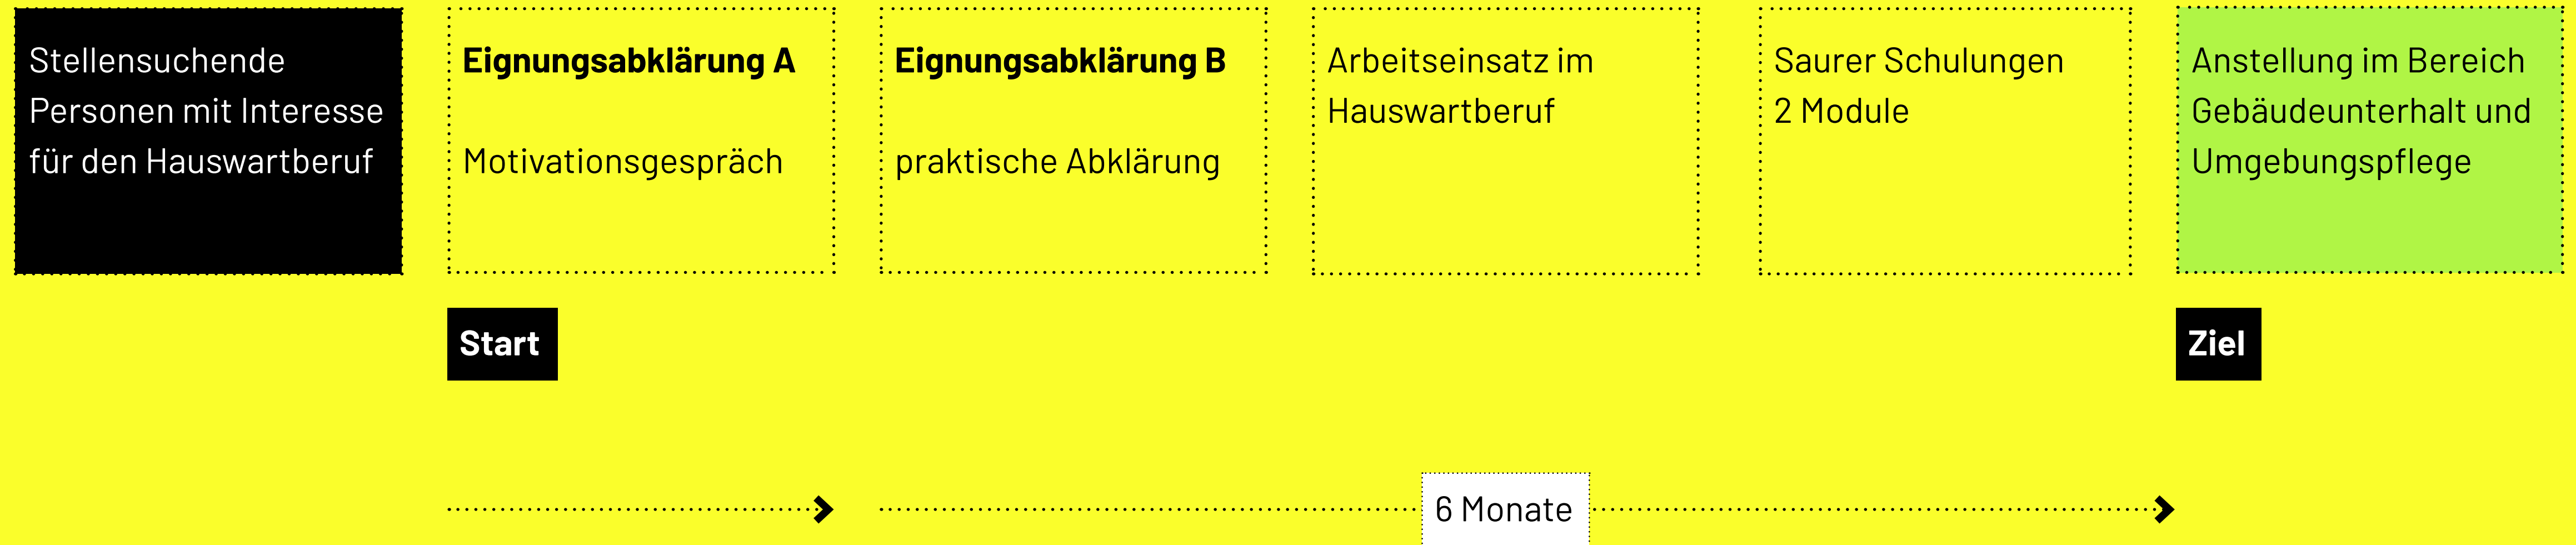 Stellensuchende
Personen mit Interesse
für den Hauswartberuf
Eignungsabklärung A
Motivationsgespräch
Eignungsabklärung B
praktische Abklärung
Arbeitseinsatz im
Hauswartberuf
Saurer Schulungen
2 Module
Anstellung im Bereich
Gebäudeunterhalt und
Umgebungspflege
Start
Ziel
6 Monate